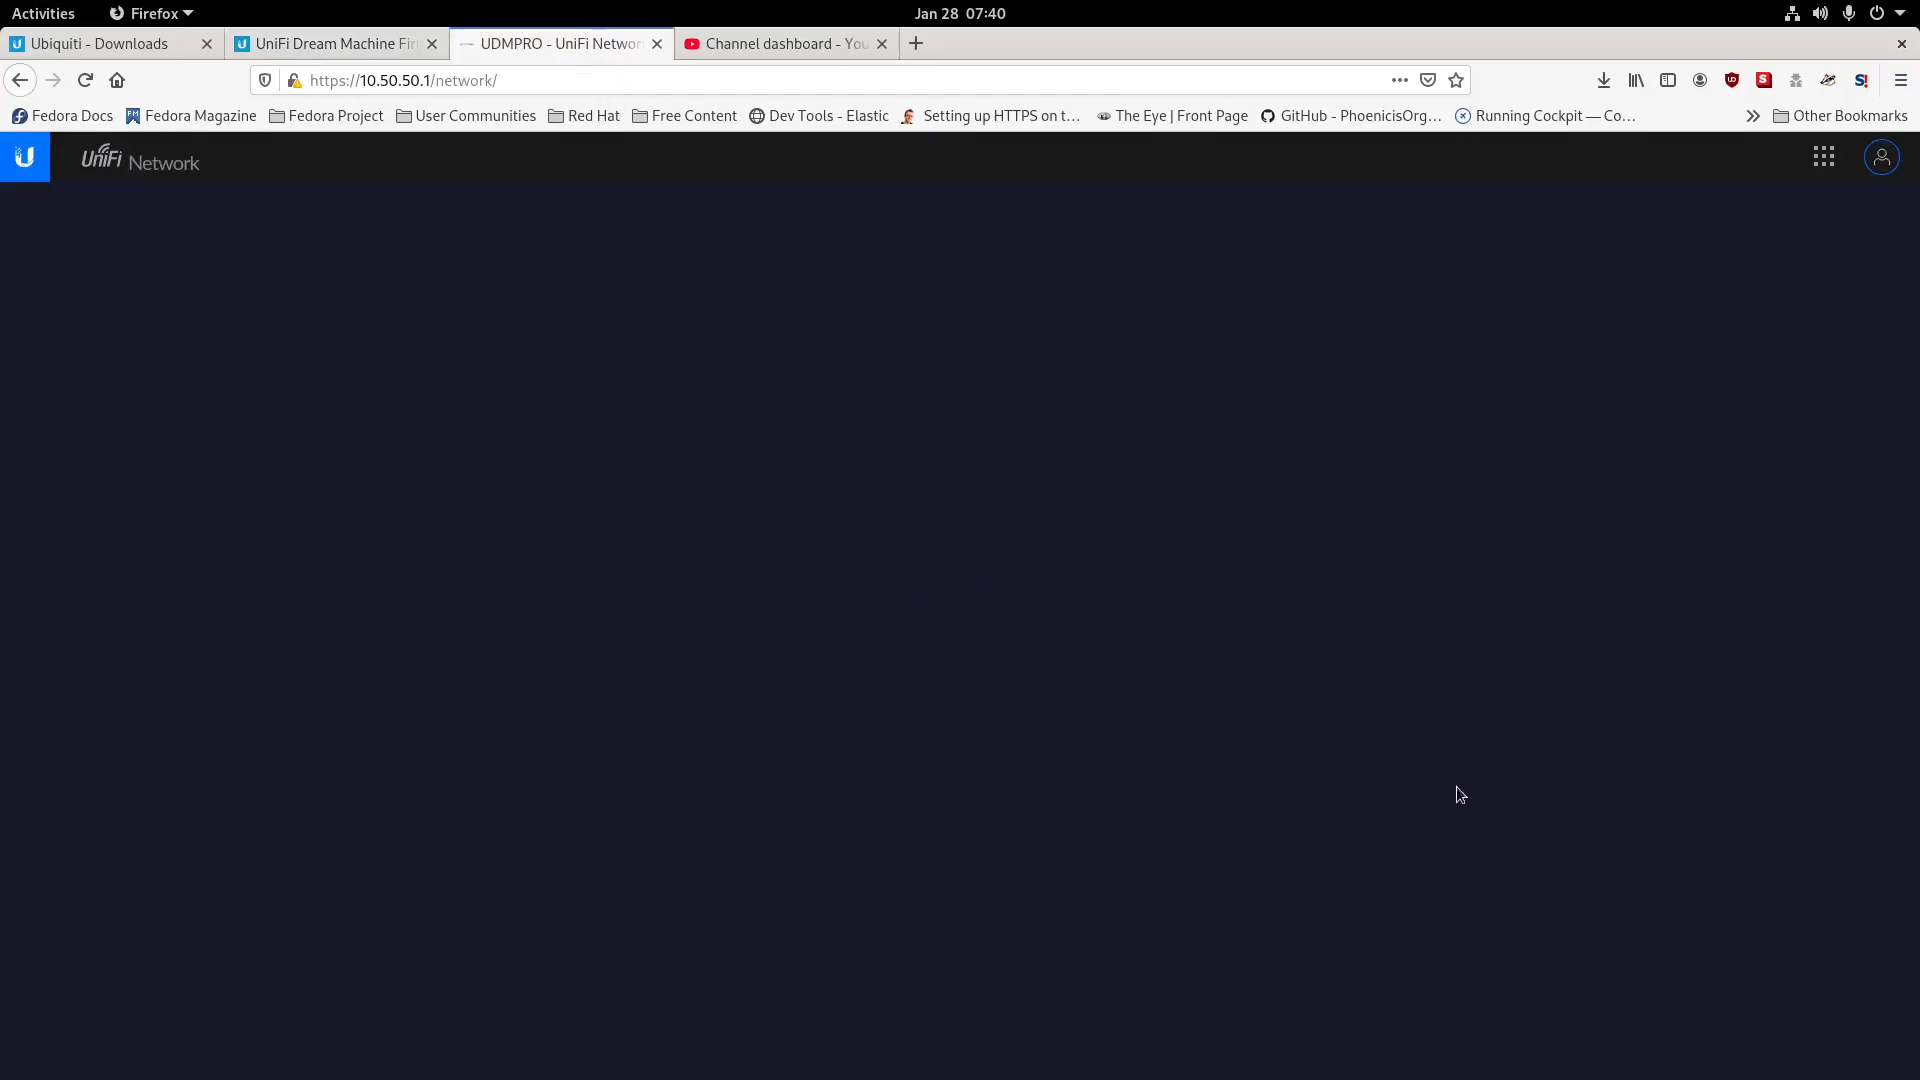 Activities Firefox Jan 28 07:40
Ubiquiti - Downloads UniFi Dream Machine Fir UDMPRO - UniFi Networ Channel dashboard - You
https://10.50.50.1/network/
Fedora Docs Fedora Magazine Fedora Project User Communities Red Hat Free Content Dev Tools - Elastic Setting up HTTPS on t... The Eye | Front Page GitHub - PhoenicisOrg... Running Cockpit — Co... Other Bookmarks
UniFi Network